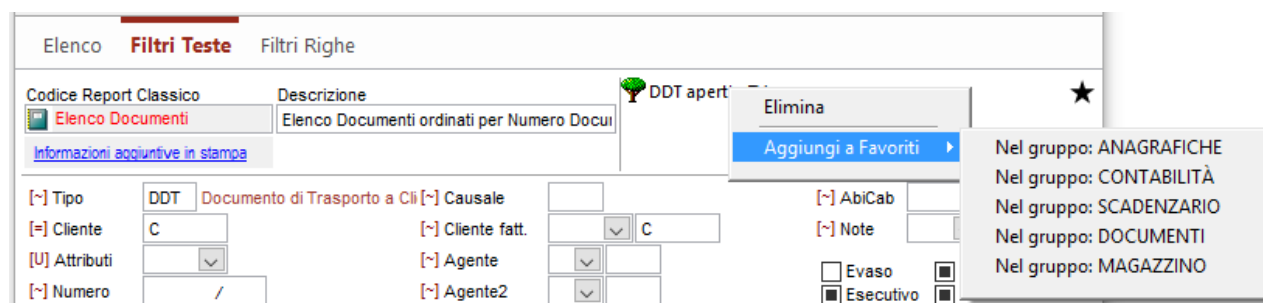 Elenco Filtri Teste Filtri Righe
Codice Report Classico Descrizione DDT aperti
Elenco Documenti Elenco Documenti ordinati per Numero
Informazioni aggiuntive in stampa
Elimina
Aggiungi a Favoriti
Nel gruppo: ANAGRAFICHE
Nel gruppo: CONTABILITÀ
Nel gruppo: SCADENZARIO
Nel gruppo: DOCUMENTI
Nel gruppo: MAGAZZINO
[~] Tipo DDT Documento di Trasporto a Cli [~] Causale [~] AbiCab
[=] Cliente C [~] Cliente fatt. C [~] Note
[U] Attributi [~] Agente Evaso
[~] Numero / [~] Agente2 Esecutivo